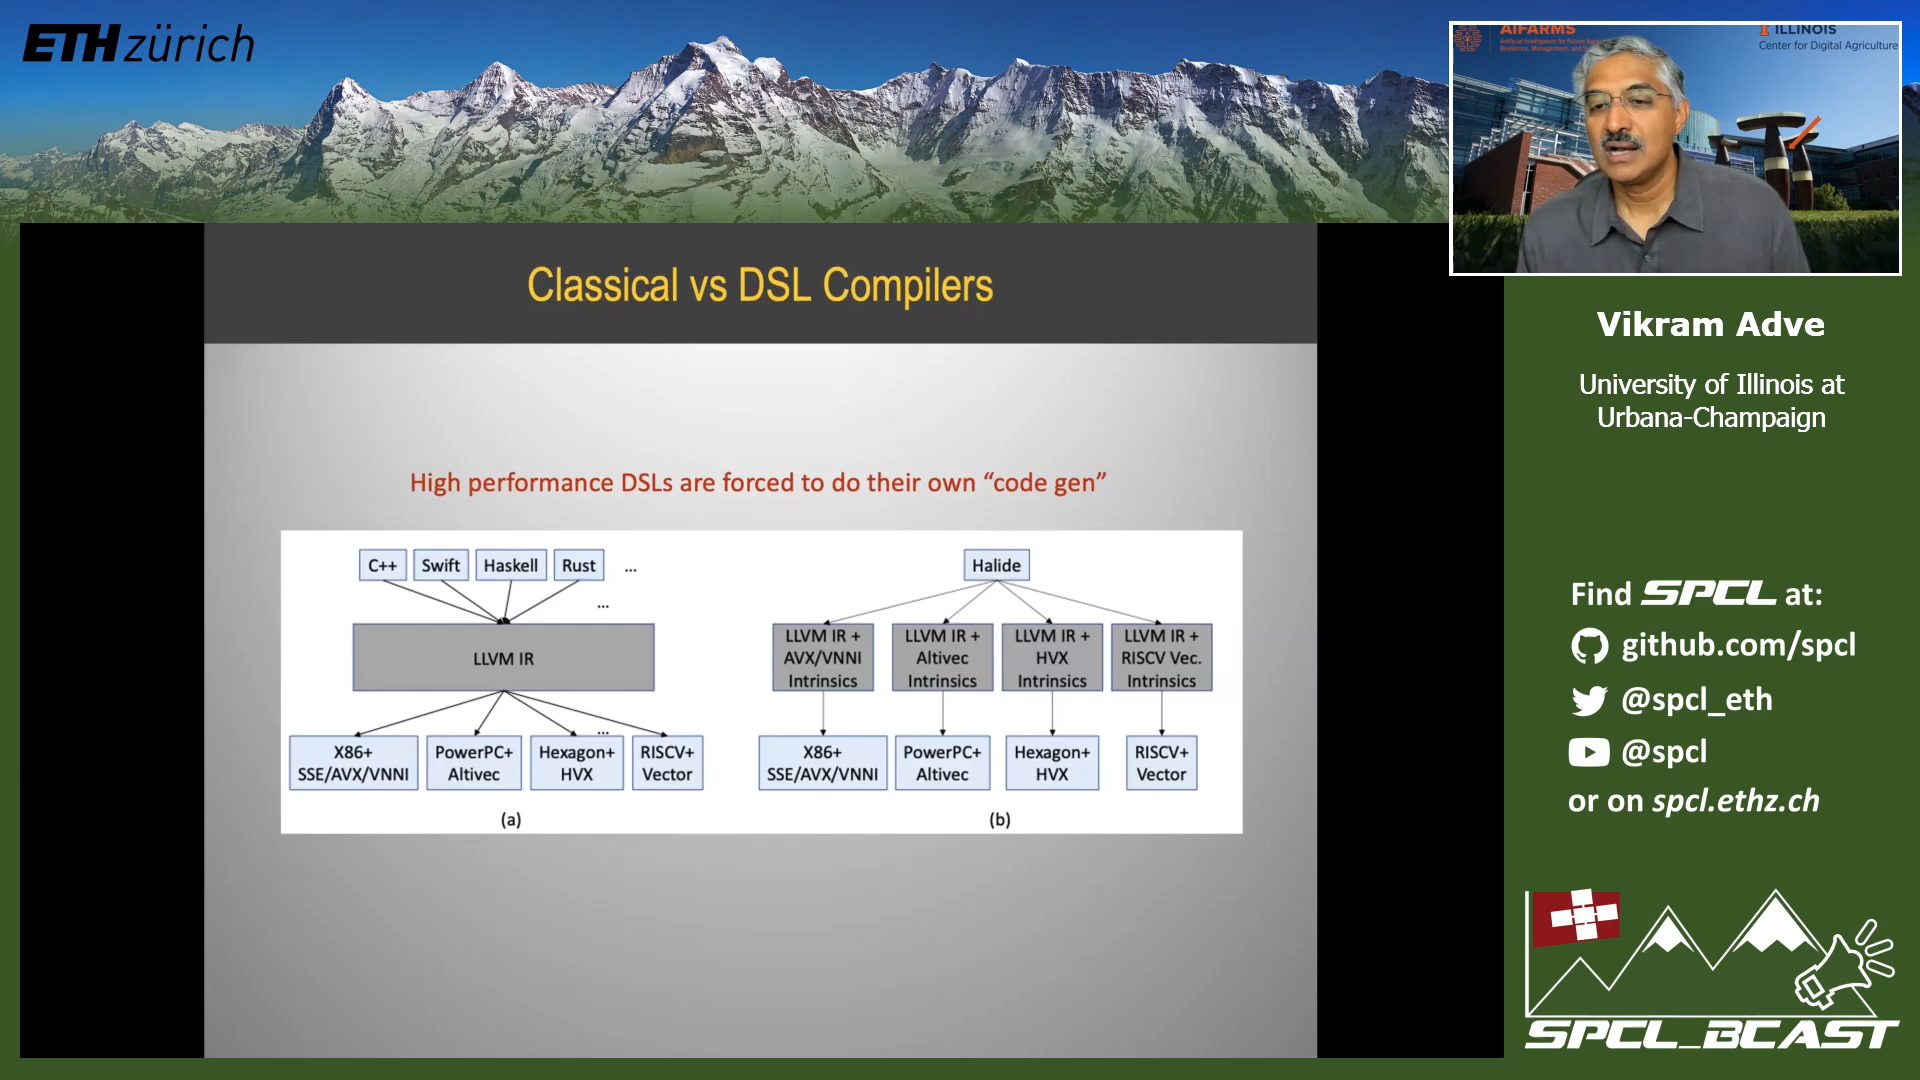 ETH zürich
AIFARMS
ILLINOIS
Center for Digital Agriculture
Classical vs DSL Compilers
High performance DSLs are forced to do their own “code gen”
C++ Swift Haskell Rust ...
...
LLVM IR
...
X86+
SSE/AVX/VNNI
PowerPC+
Altivec
Hexagon+
HVX
RISCV+
Vector
(a)
Halide
LLVM IR +
AVX/VNNI
Intrinsics
LLVM IR +
Altivec
Intrinsics
LLVM IR +
HVX
Intrinsics
LLVM IR +
RISCV Vec.
Intrinsics
X86+
SSE/AVX/VNNI
PowerPC+
Altivec
Hexagon+
HVX
RISCV+
Vector
(b)
Vikram Adve
University of Illinois at
Urbana-Champaign
Find SPCL at:
github.com/spcl
@spcl_eth
@spcl
or on spcl.ethz.ch
SPCL_BCAST